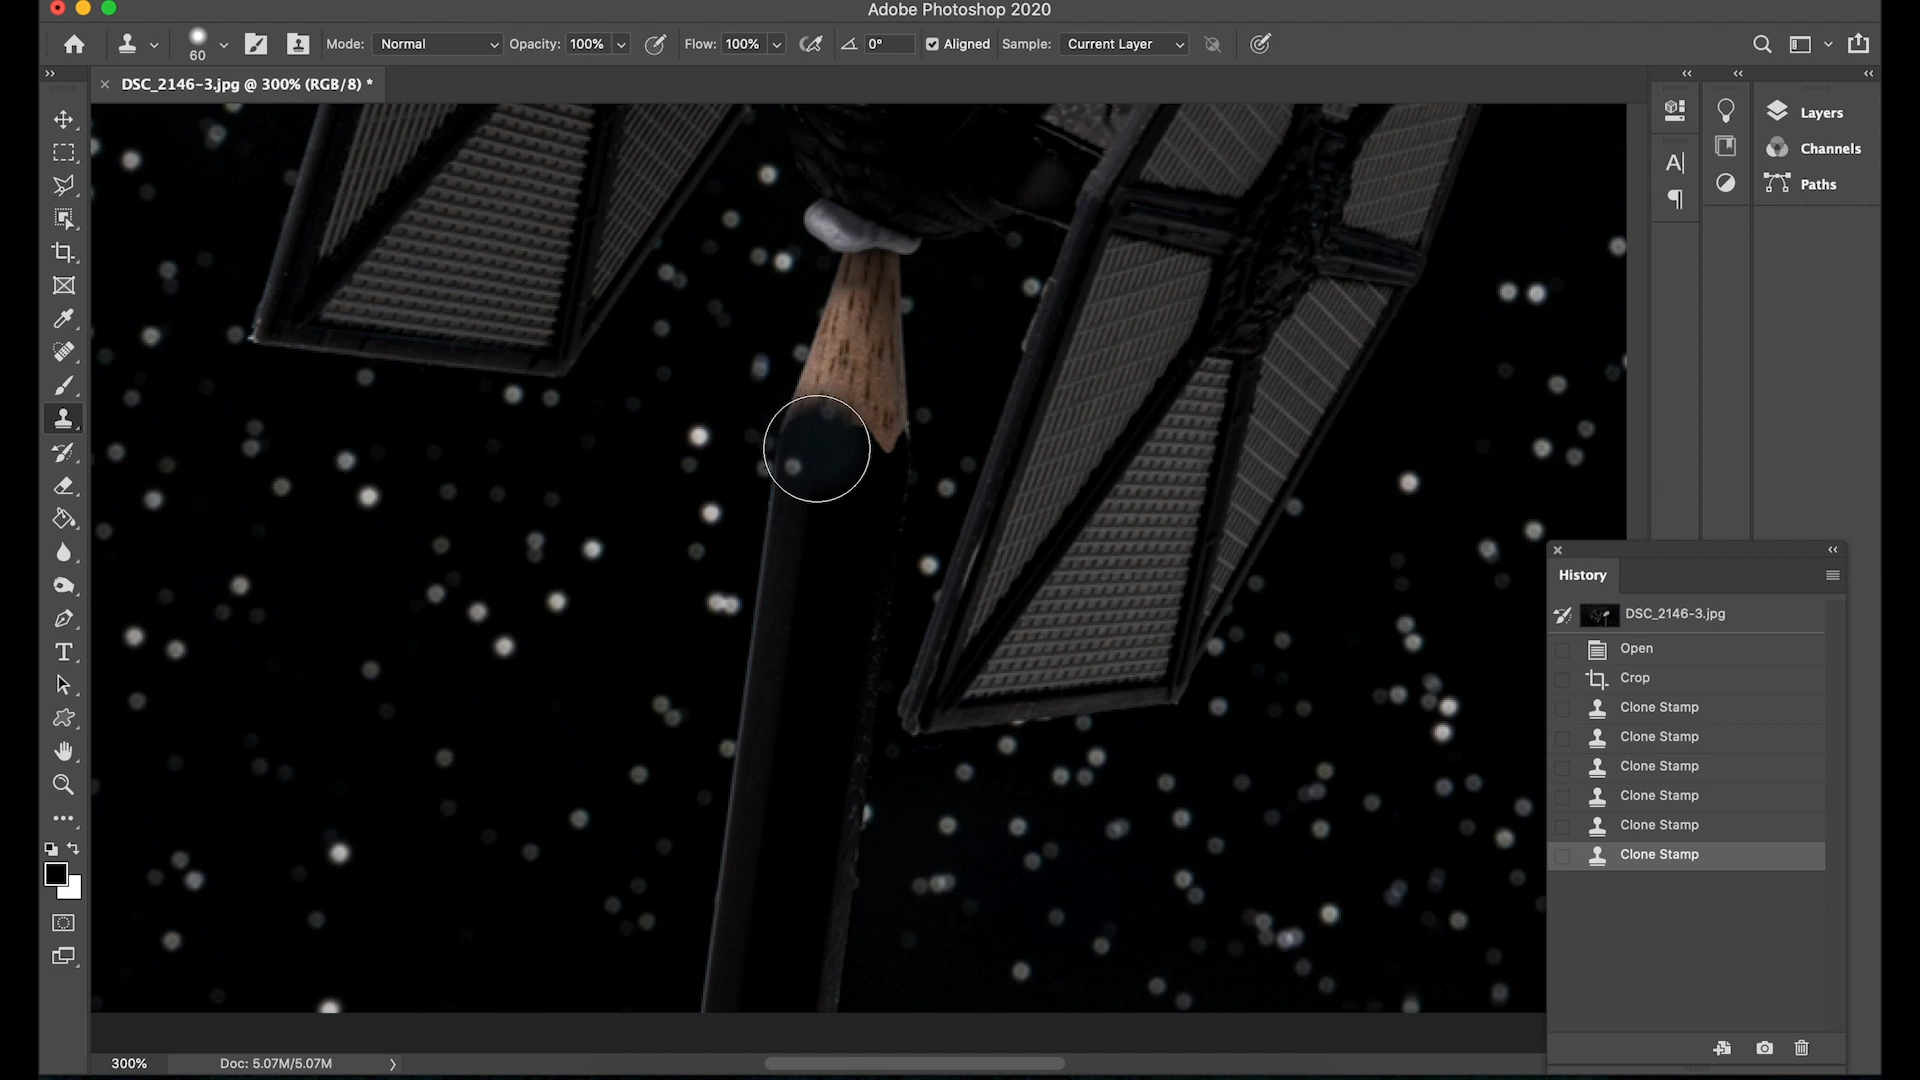 Adobe Photoshop 2020
60
Mode: Normal Opacity: 100% Flow: 100% 0° Aligned Sample: Current Layer
DSC_2146-3.jpg @ 300% (RGB/8) *
Layers
Channels
Paths
History
DSC_2146-3.jpg
Open
Crop
Clone Stamp
Clone Stamp
Clone Stamp
Clone Stamp
Clone Stamp
Clone Stamp
300% Doc: 5.07M/5.07M